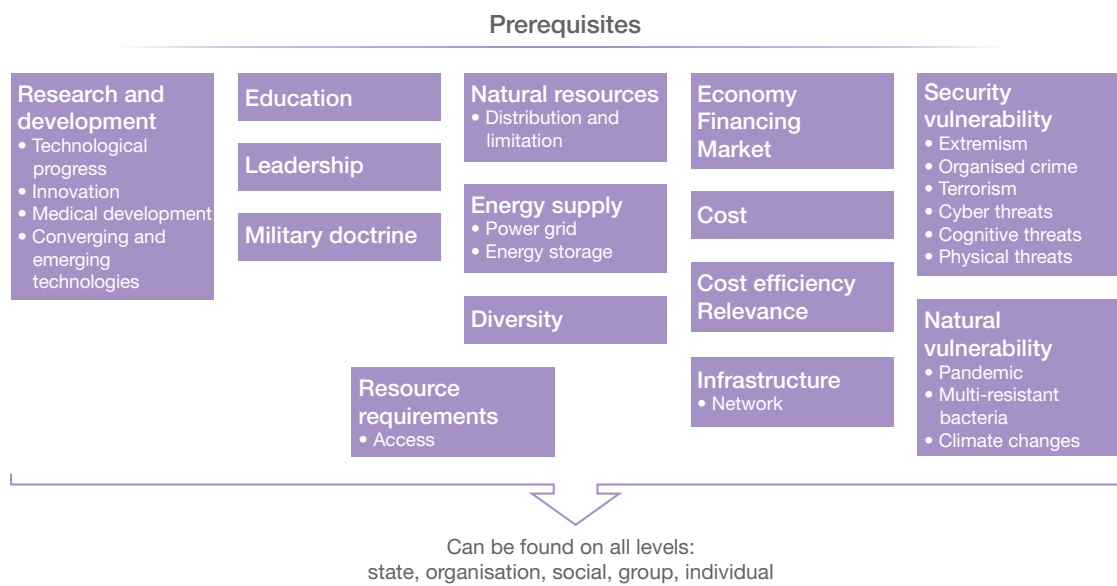 Prerequisites
Research and
development
• Technological
progress
• Innovation
• Medical development
• Converging and
emerging
technologies
Education
Leadership
Military doctrine
Natural resources
• Distribution and
limitation
Energy supply
• Power grid
• Energy storage
Diversity
Resource
requirements
• Access
Economy
Financing
Market
Cost
Cost efficiency
Relevance
Infrastructure
• Network
Security
vulnerability
• Extremism
• Organised crime
• Terrorism
• Cyber threats
• Cognitive threats
• Physical threats
Natural
vulnerability
• Pandemic
• Multi-resistant
bacteria
• Climate changes
Can be found on all levels:
state, organisation, social, group, individual